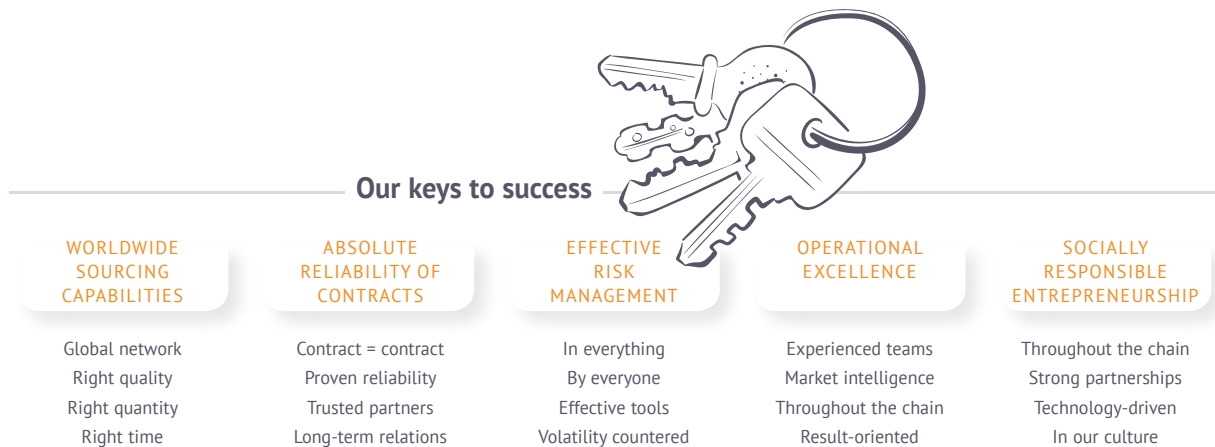 Our keys to success
WORLDWIDE
SOURCING
CAPABILITIES
Global network
Right quality
Right quantity
Right time
ABSOLUTE
RELIABILITY OF
CONTRACTS
Contract = contract
Proven reliability
Trusted partners
Long-term relations
EFFECTIVE
RISK
MANAGEMENT
In everything
By everyone
Effective tools
Volatility countered
OPERATIONAL
EXCELLENCE
Experienced teams
Market intelligence
Throughout the chain
Result-oriented
SOCIALLY
RESPONSIBLE
ENTREPRENEURSHIP
Throughout the chain
Strong partnerships
Technology-driven
In our culture